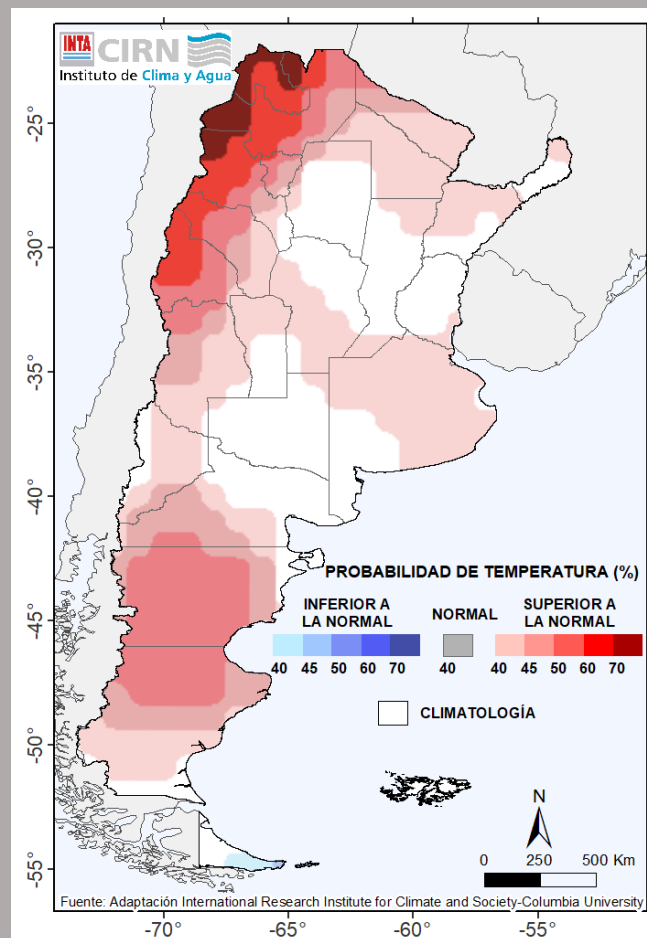 INTA CIRN
Instituto de Clima y Agua
-25°
-30°
-35°
-40°
-45°
-50°
-55°
PROBABILIDAD DE TEMPERATURA (%)
INFERIOR A LA NORMAL
NORMAL
SUPERIOR A LA NORMAL
40 45 50 60 70
40
40 45 50 60 70
CLIMATOLOGÍA
N
0 250 500 Km
Fuente: Adaptación International Research Institute for Climate and Society-Columbia University
-70° -65° -60° -55°